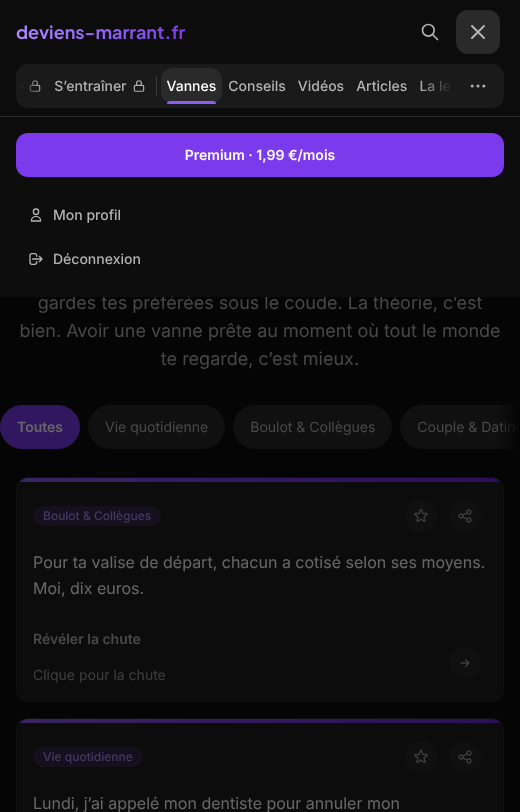 deviens-marrant.fr
S'entraîner
Vannes
Conseils
Vidéos
Articles
La le
Premium · 1,99 €/mois
Mon profil
Déconnexion
gardes tes préférées sous le coude. La théorie, c'est
bien. Avoir une vanne prête au moment où tout le monde
te regarde, c'est mieux.
Toutes
Vie quotidienne
Boulot & Collègues
Couple & Datin
Boulot & Collègues
Pour ta valise de départ, chacun a cotisé selon ses moyens.
Moi, dix euros.
Révéler la chute
Clique pour la chute
Vie quotidienne
Lundi, j'ai appelé mon dentiste pour annuler mon